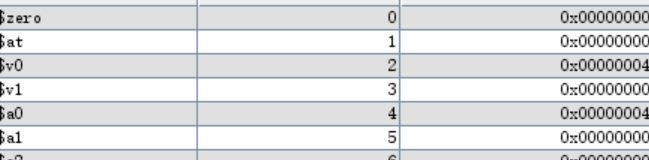 $zero 0 0x00000000
$at 1 0x00000000
$v0 2 0x00000004
$v1 3 0x00000000
$a0 4 0x00000004
$a1 5 0x00000000